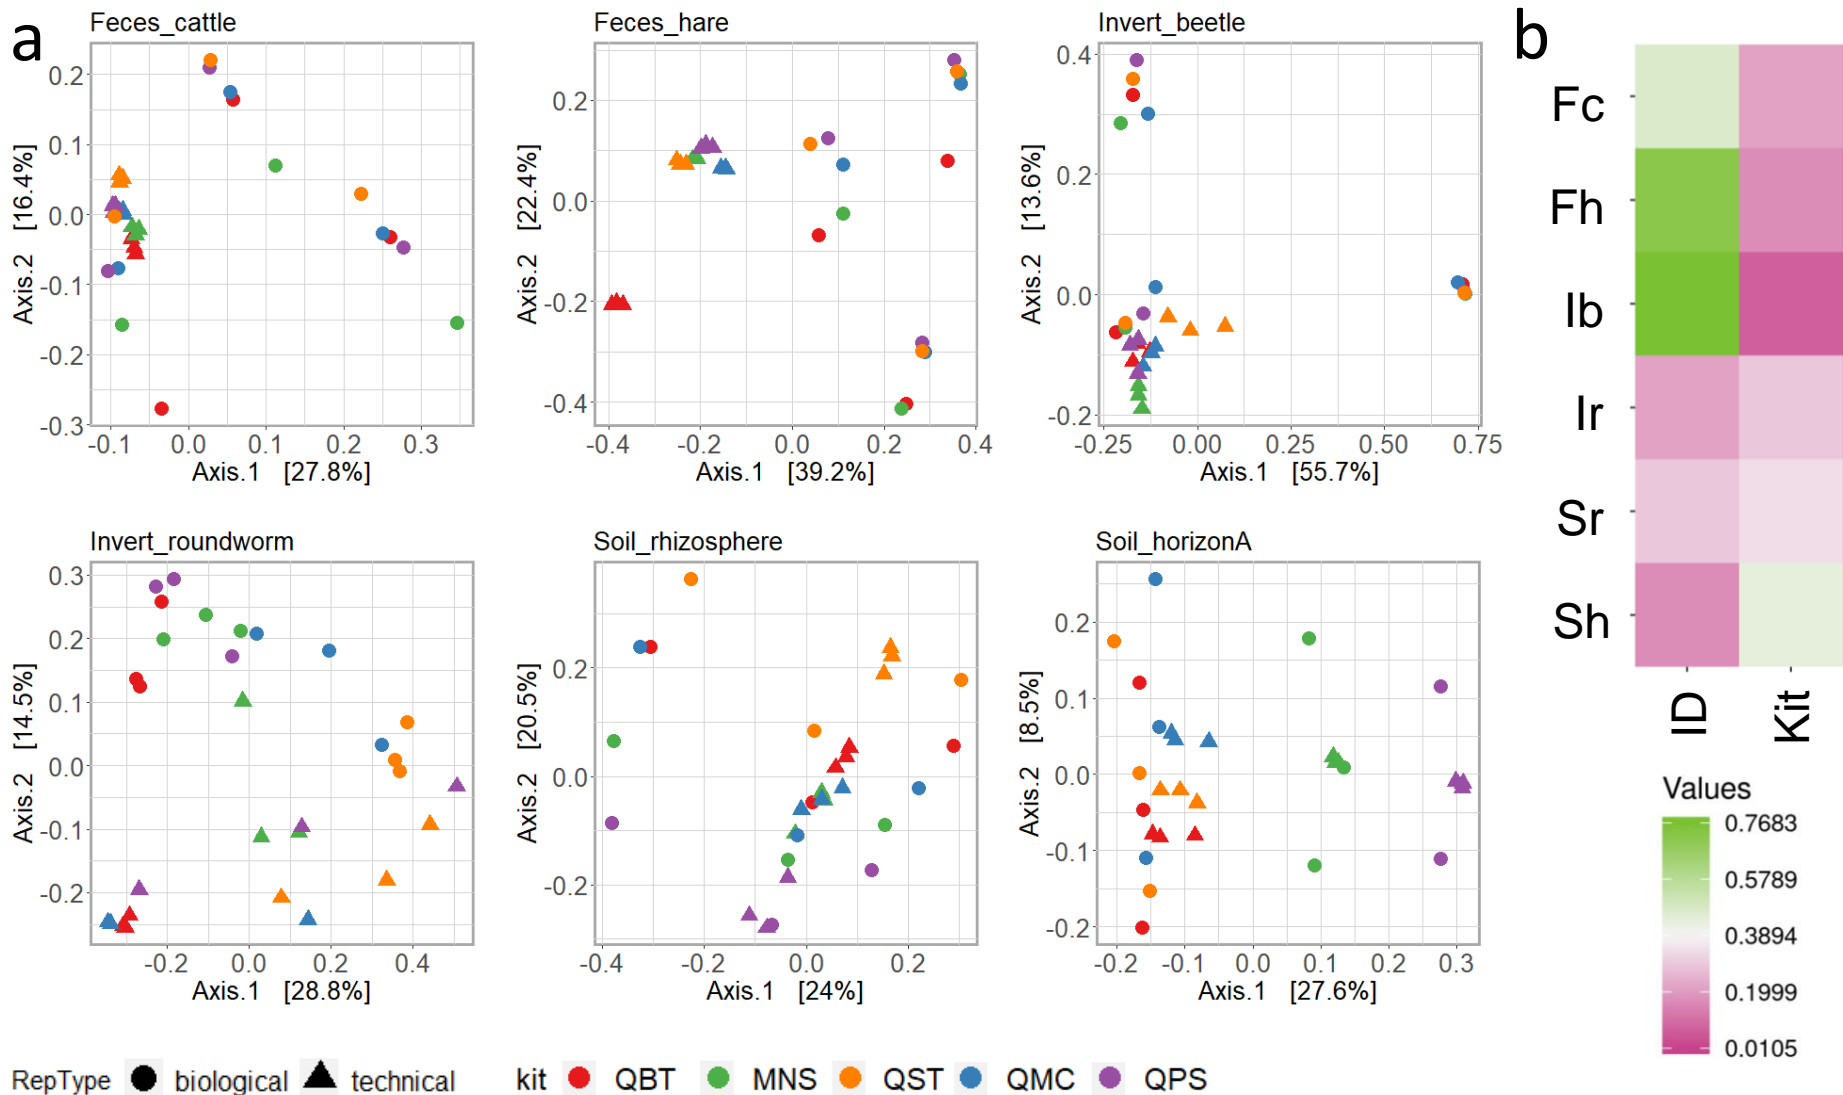 a
Feces_cattle
Axis.2 [16.4%]
0.2
0.1
0.0
-0.1
-0.2
-0.3
-0.1 0.0 0.1 0.2 0.3
Axis.1 [27.8%]
Feces_hare
Axis.2 [22.4%]
0.2
0.0
-0.2
-0.4
-0.4 -0.2 0.0 0.2 0.4
Axis.1 [39.2%]
Invert_beetle
Axis.2 [13.6%]
0.4
0.2
0.0
-0.2
-0.25 0.00 0.25 0.50 0.75
Axis.1 [55.7%]
Invert_roundworm
Axis.2 [14.5%]
0.3
0.2
0.1
0.0
-0.1
-0.2
-0.2 0.0 0.2 0.4
Axis.1 [28.8%]
Soil_rhizosphere
Axis.2 [20.5%]
0.2
0.0
-0.2
-0.4 -0.2 0.0 0.2
Axis.1 [24%]
Soil_horizonA
Axis.2 [8.5%]
0.2
0.1
0.0
-0.1
-0.2
-0.2 -0.1 0.0 0.1 0.2 0.3
Axis.1 [27.6%]
RepType biological technical kit QBT MNS QST QMC QPS
b
Fc
Fh
Ib
Ir
Sr
Sh
ID Kit
Values
0.7683
0.5789
0.3894
0.1999
0.0105